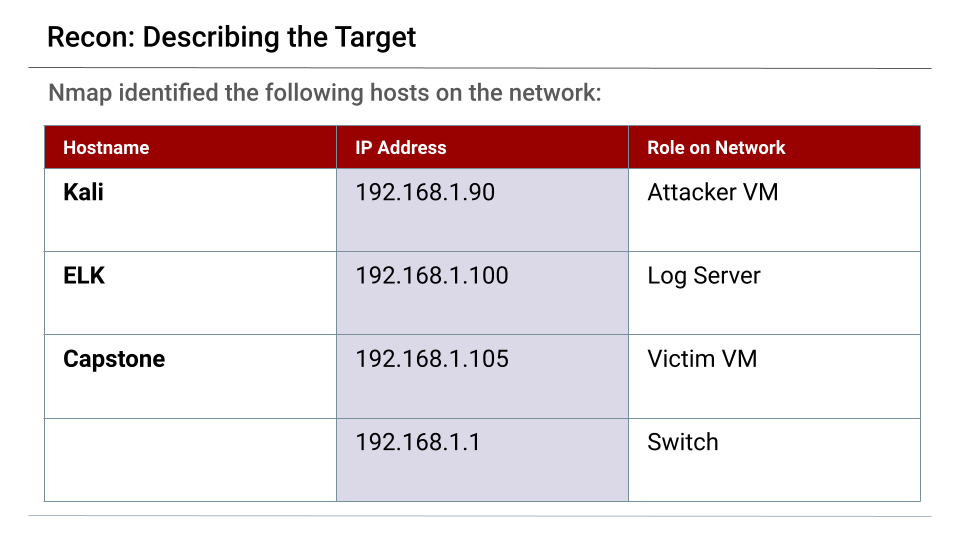 Recon: Describing the Target
Nmap identified the following hosts on the network:
Hostname IP Address Role on Network
Kali 192.168.1.90 Attacker VM
ELK 192.168.1.100 Log Server
Capstone 192.168.1.105 Victim VM
192.168.1.1 Switch